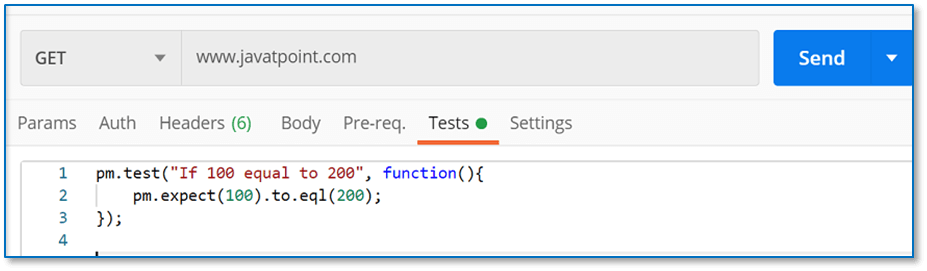 GET www.javatpoint.com Send
Params Auth Headers (6) Body Pre-req. Tests Settings
1 pm.test("If 100 equal to 200", function(){
2 pm.expect(100).to.eql(200);
3 });
4